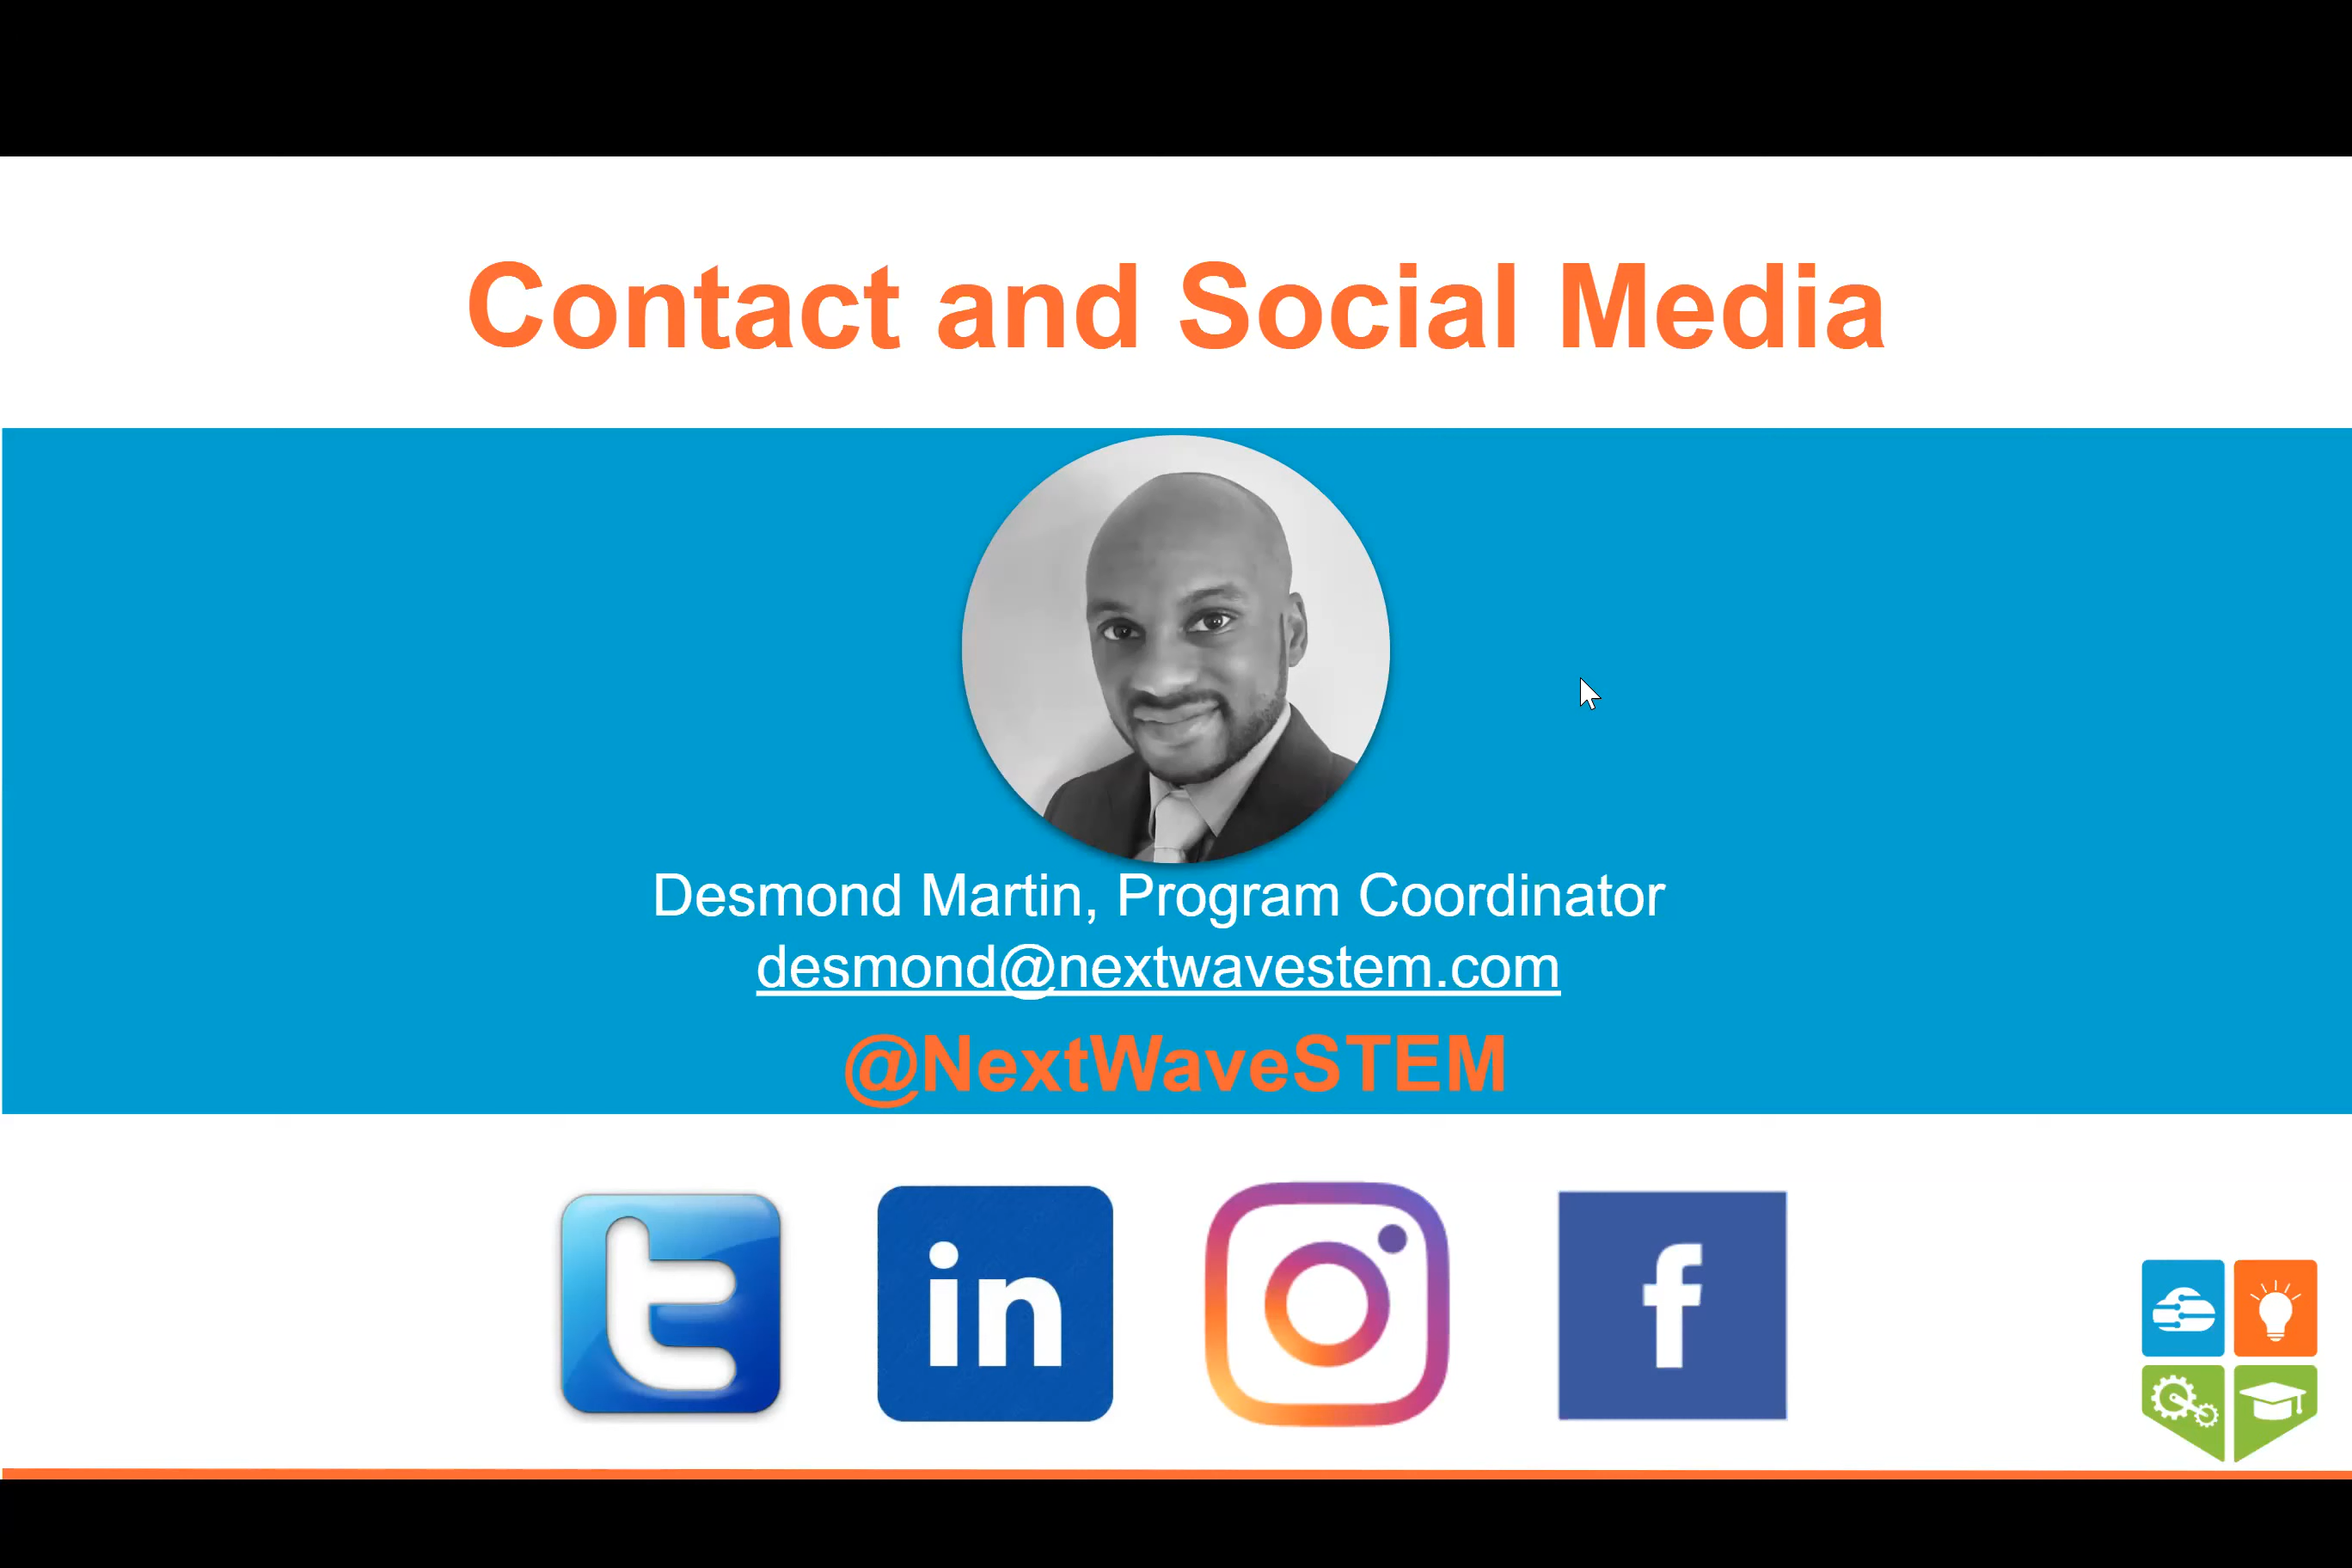 Contact and Social Media
Desmond Martin, Program Coordinator
desmond@nextwavestem.com
@NextWaveSTEM
t
in
f